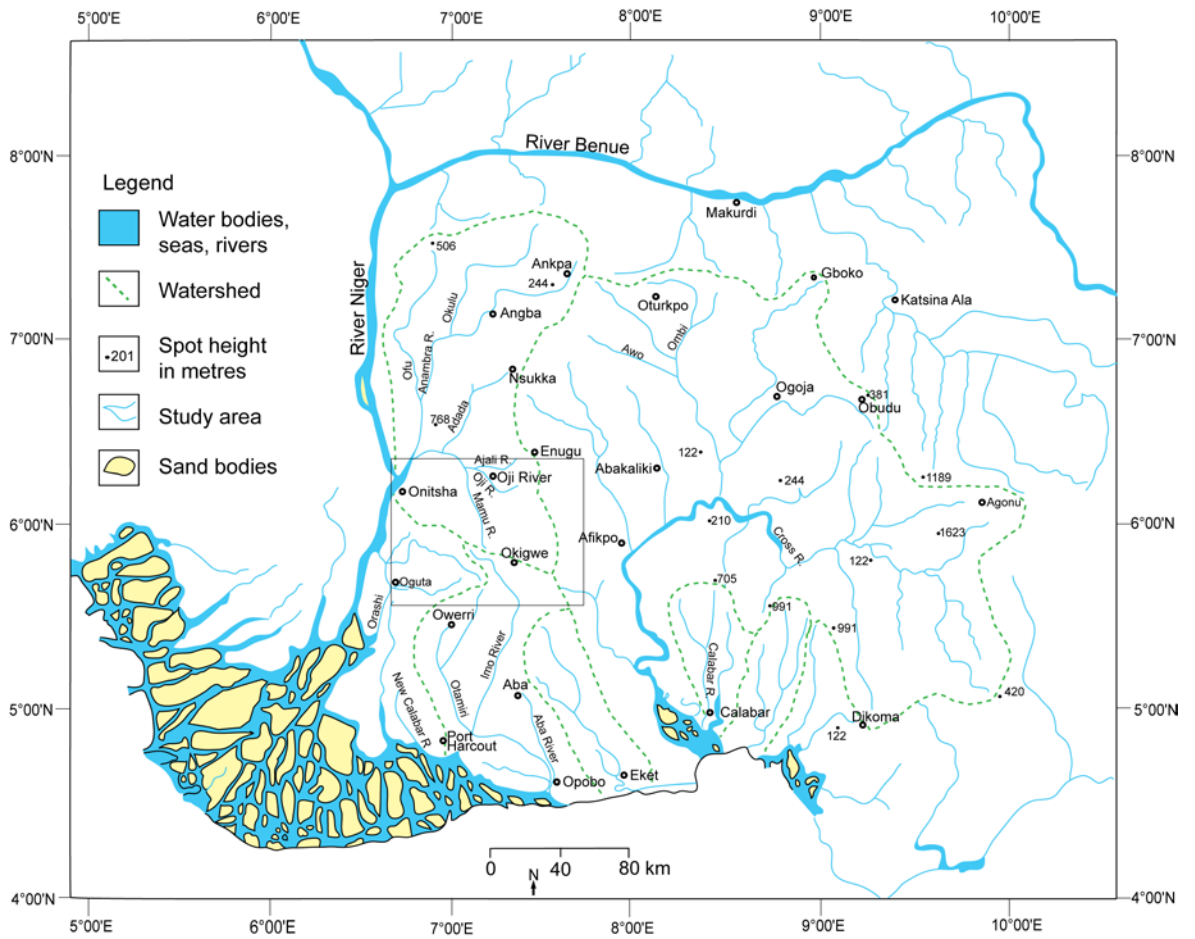 5°00'E 6°00'E 7°00'E 8°00'E 9°00'E 10°00'E
8°00'N
7°00'N
6°00'N
5°00'N
4°00'N
8°00'N
7°00'N
6°00'N
5°00'N
4°00'N
Legend
Water bodies,
seas, rivers
Watershed
•201
Spot height
in metres
Study area
Sand bodies
River Niger
River Benue
Makurdi
506
Ankpa
244
Angba
Okulu
Ofu
Anambra R.
Gboko
Katsina Ala
Oturkpo
Ombi
Awo
Nsukka
Adada
768
Ogoja
381
Obudu
Enugu
Ajali R.
Oji River
Oji R.
Mamu R.
Onitsha
Abakaliki
122
244
1189
Agonu
1623
210
Cross R.
122
Afikpo
Okigwe
Oguta
705
991
991
Orashi
Owerri
Imo River
Otamiri
New Calabar R
Aba
Aba River
Calabar R.
Calabar
420
Dikoma
122
Port
Harcout
Opobo
Eket
0 40 80 km
N
5°00'E 6°00'E 7°00'E 8°00'E 9°00'E 10°00'E